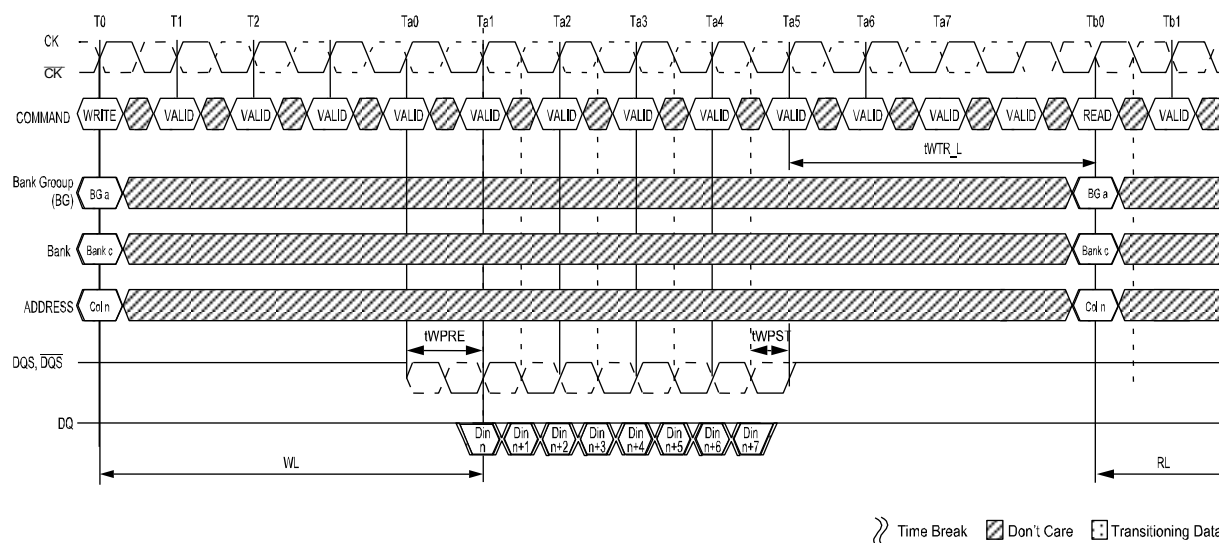 T0 T1 T2 Ta0 Ta1 Ta2 Ta3 Ta4 Ta5 Ta6 Ta7 Tb0 Tb1
CK
CK
COMMAND WRITE VALID VALID VALID VALID VALID VALID VALID VALID VALID VALID VALID VALID READ VALID
tWTR_L
Bank Grooup
(BG) BG a BG a
Bank Bank c Bank c
ADDRESS Col n Col n
tWPRE tWPST
DQS, DQS
DQ Din n Din n+1 Din n+2 Din n+3 Din n+4 Din n+5 Din n+6 Din n+7
WL RL
Time Break Don't Care Transitioning Data